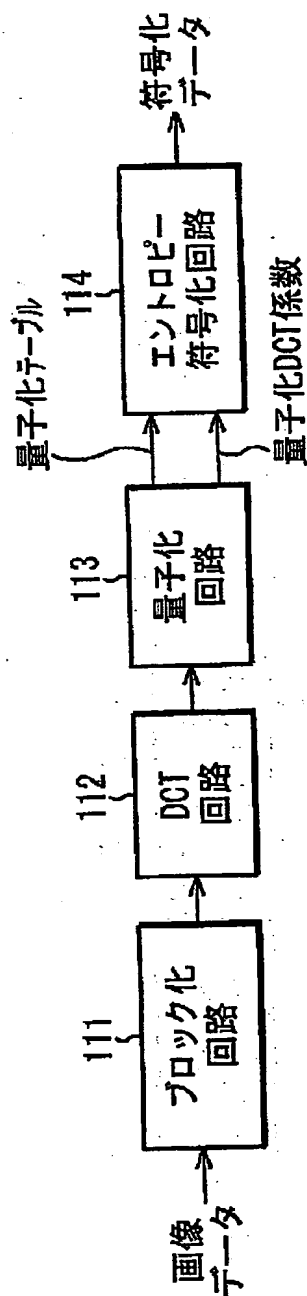 画像
データ
111
ブロック化
回路
112
DCT
回路
113
量子化
回路
量子化テーブル
量子化DCT係数
114
エントロピー
符号化回路
符号化
データ